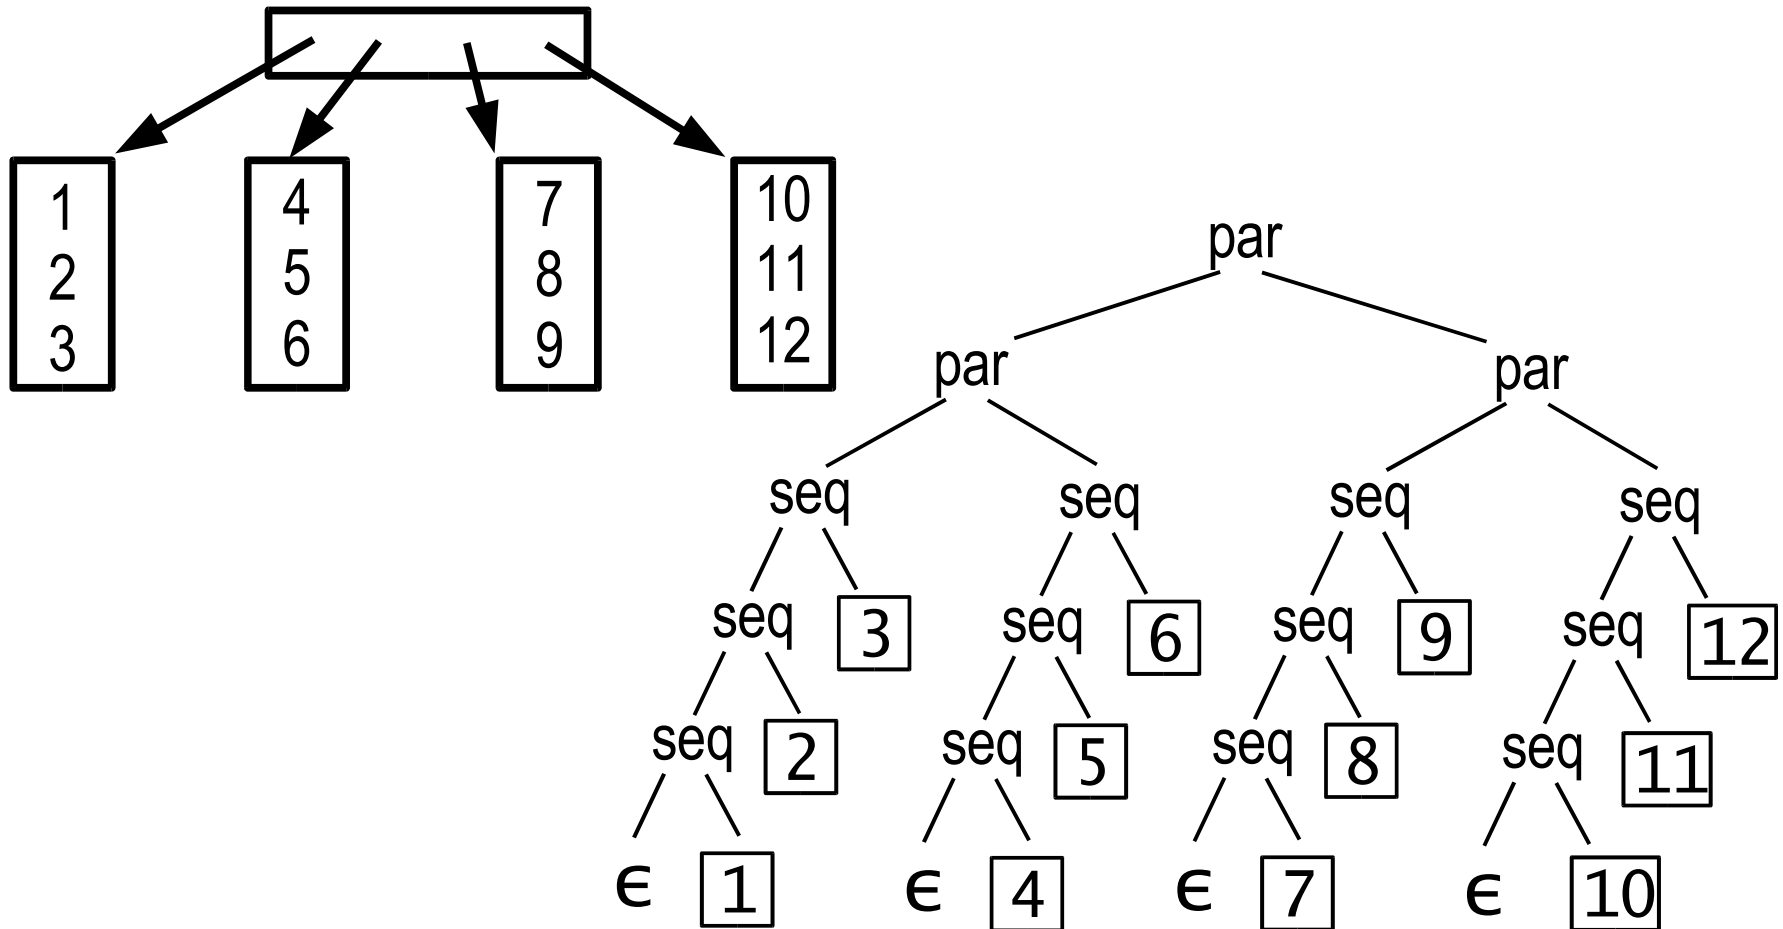 1 4 7 10
2 5 8 11
3 6 9 12
par
par par
seq seq seq seq
seq 3 seq 6 seq 9 seq 12
seq 2 seq 5 seq 8 seq 11
ϵ 1 ϵ 4 ϵ 7 ϵ 10